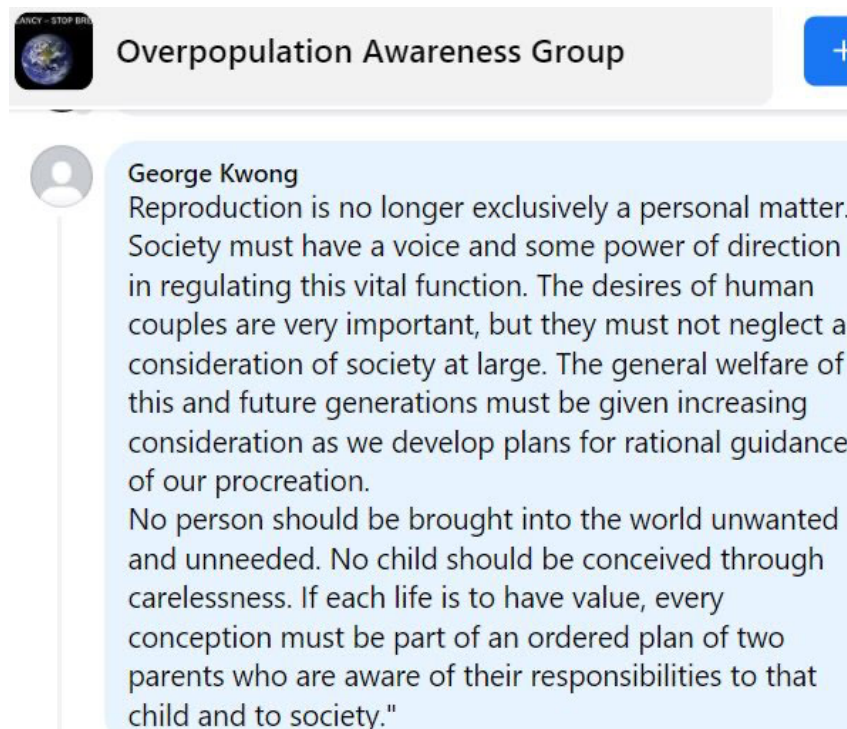 ANCY – STOP BRE
Overpopulation Awareness Group
+
George Kwong
Reproduction is no longer exclusively a personal matter.
Society must have a voice and some power of direction
in regulating this vital function. The desires of human
couples are very important, but they must not neglect a
consideration of society at large. The general welfare of
this and future generations must be given increasing
consideration as we develop plans for rational guidance
of our procreation.
No person should be brought into the world unwanted
and unneeded. No child should be conceived through
carelessness. If each life is to have value, every
conception must be part of an ordered plan of two
parents who are aware of their responsibilities to that
child and to society."